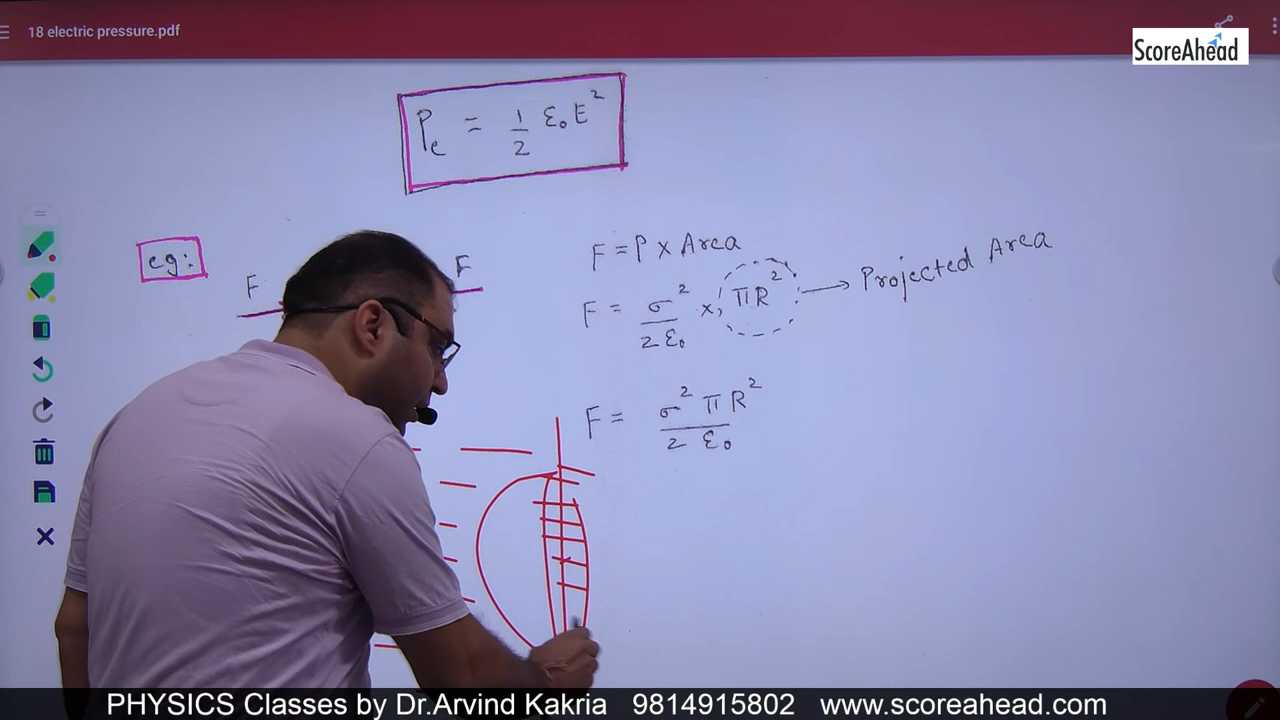 18 electric pressure.pdf
ScoreAhead
Pe = 1/2 ε₀E²
eg:
F
F
F = P x Area
F = σ²/2ε₀ x πR² → Projected Area
F = σ²πR²/2ε₀
PHYSICS Classes by Dr.Arvind Kakria 9814915802 www.scoreahead.com